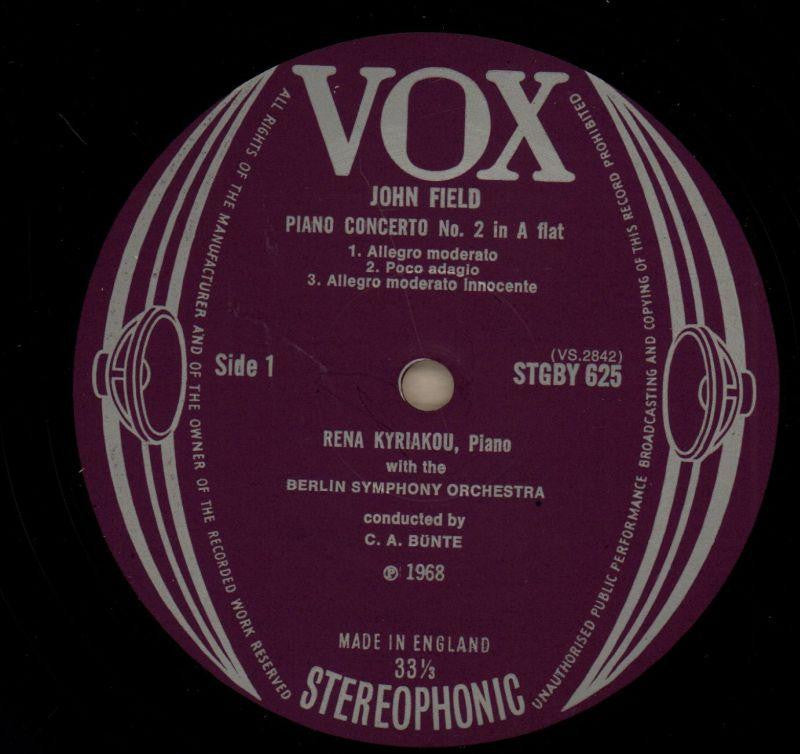 VOX
JOHN FIELD
PIANO CONCERTO No. 2 in A flat
1. Allegro moderato
2. Poco adagio
3. Allegro moderato innocente
Side 1
(VS.2842)
STGBY 625
RENA KYRIAKOU, Piano
with the
BERLIN SYMPHONY ORCHESTRA
conducted by
C. A. BÜNTE
℗ 1968
MADE IN ENGLAND
33⅓
STEREOPHONIC
ALL RIGHTS OF THE MANUFACTURER AND OF THE OWNER OF THE RECORDED WORK RESERVED
UNAUTHORISED PUBLIC PERFORMANCE BROADCASTING AND COPYING OF THIS RECORD PROHIBITED